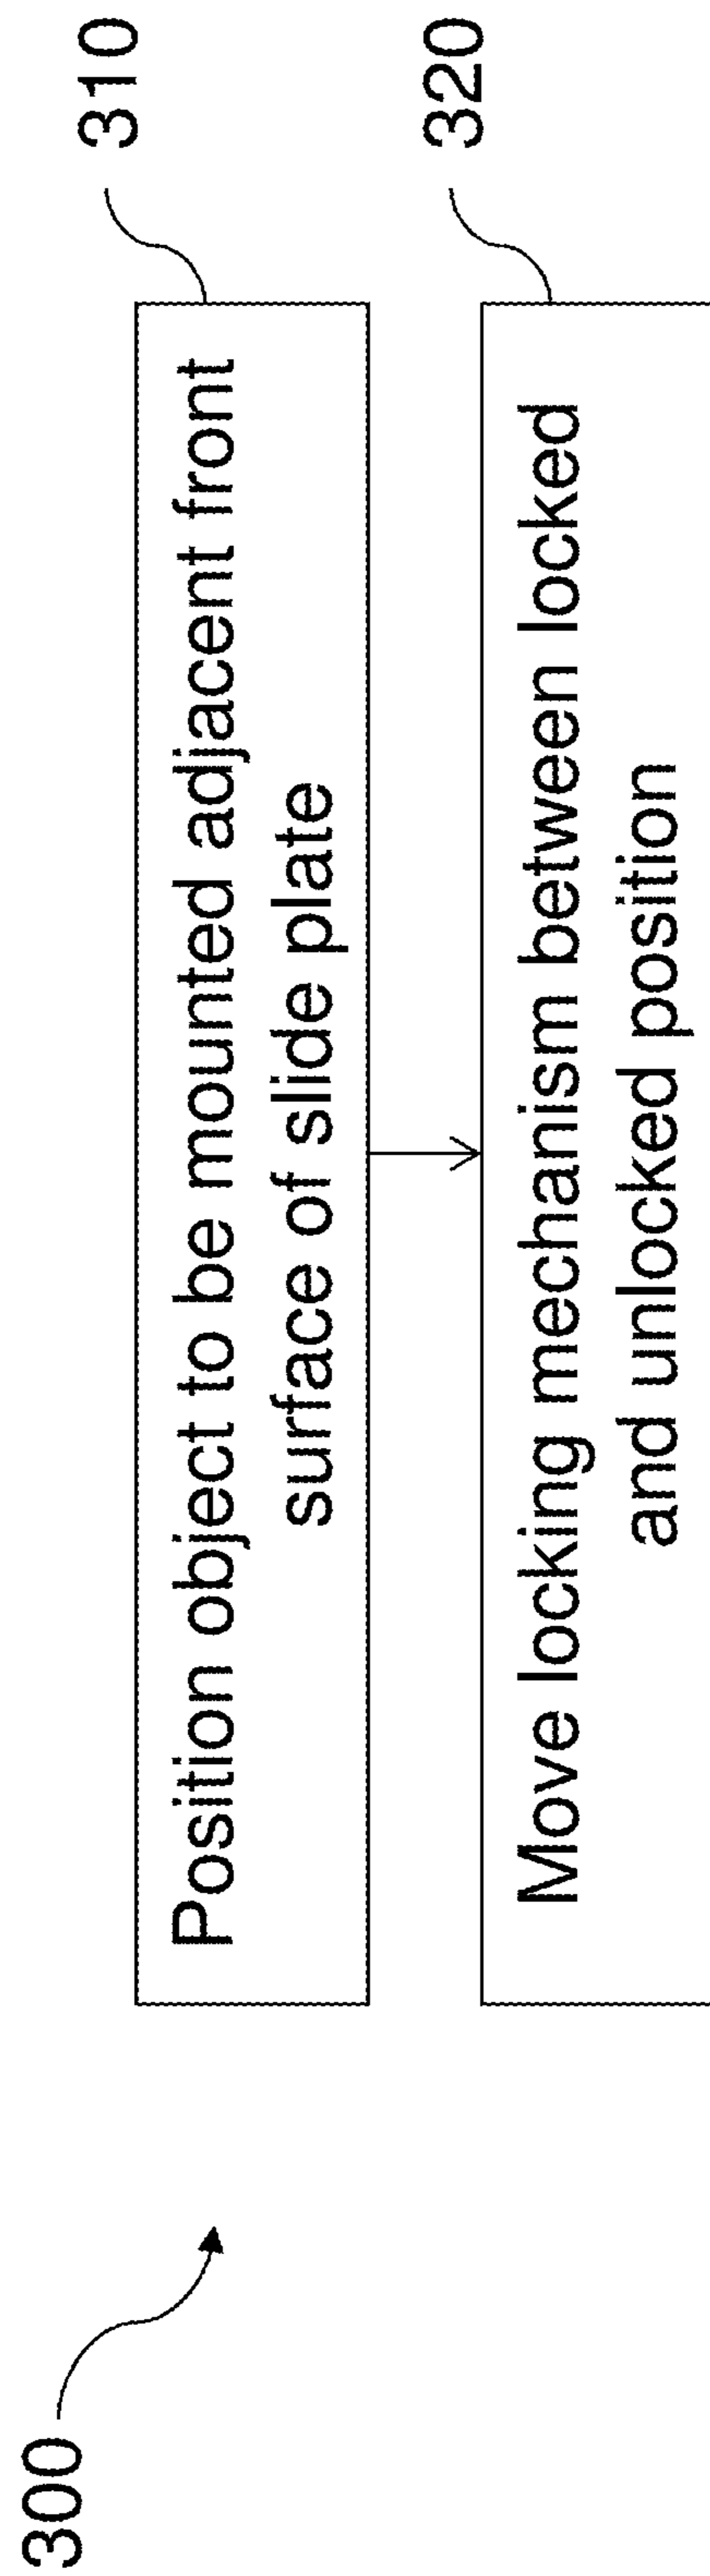 300
310
Position object to be mounted adjacent front
surface of slide plate
320
Move locking mechanism between locked
and unlocked position